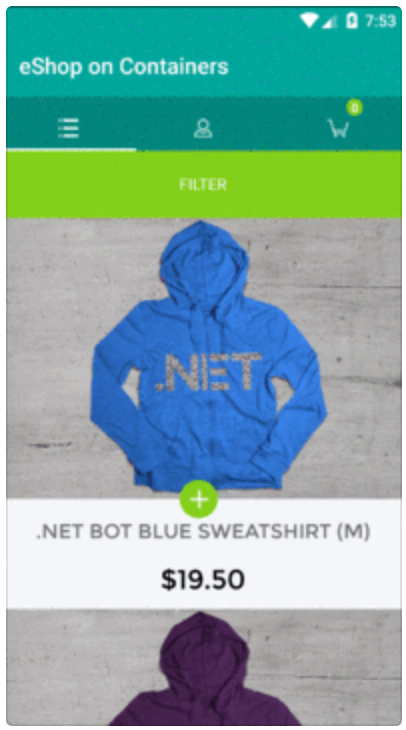 7:53
eShop on Containers
0
FILTER
.NET
.NET BOT BLUE SWEATSHIRT (M)
$19.50